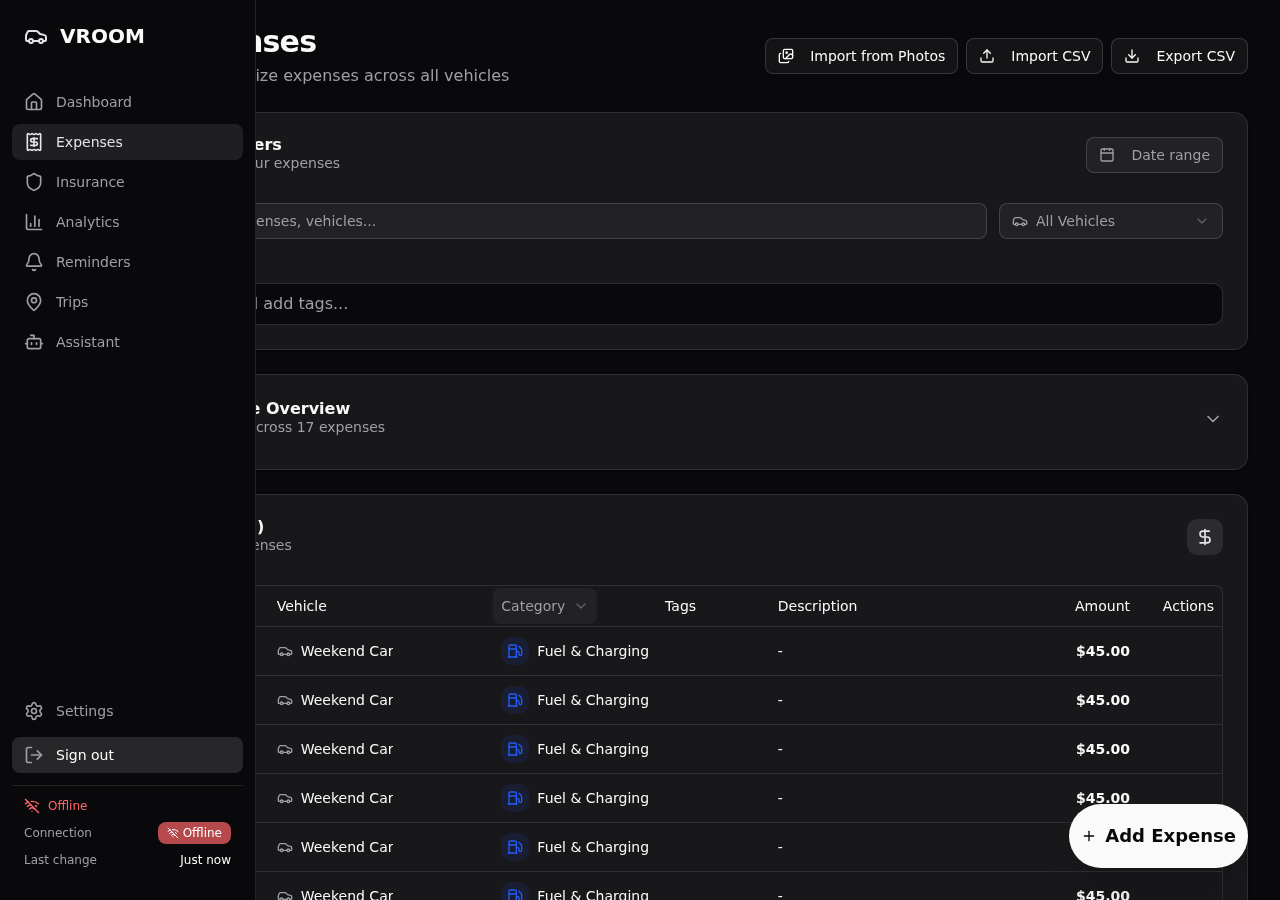 VROOM
Dashboard
Expenses
Insurance
Analytics
Reminders
Trips
Assistant
Settings
Sign out
Offline
Connection Offline
Last change Just now
nses
ize expenses across all vehicles
Import from Photos Import CSV Export CSV
ers
ur expenses
Date range
enses, vehicles...
All Vehicles
add tags...
e Overview
cross 17 expenses
)
enses
Vehicle Category Tags Description Amount Actions
Weekend Car Fuel & Charging - $45.00
Weekend Car Fuel & Charging - $45.00
Weekend Car Fuel & Charging - $45.00
Weekend Car Fuel & Charging - $45.00
Weekend Car Fuel & Charging -
Weekend Car Fuel & Charging - $45.00
+ Add Expense